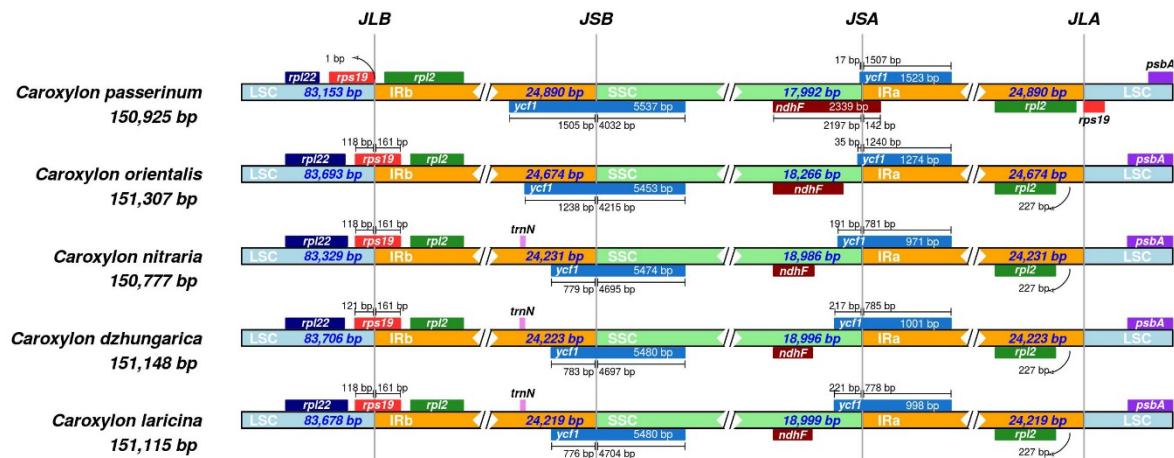 JLB JSB JSA JLA
1 bp 17 bp 1507 bp
rpl22 rps19 rpl2 ycf1 1523 bp psbA
Caroxylon passerinum LSC 83,153 bp IRb 24,890 bp SSC 17,992 bp IRa 24,890 bp LSC
150,925 bp ycf1 5537 bp ndhF 2339 bp rpl2 rps19
1505 bp 4032 bp 2197 bp 142 bp
118 bp 161 bp 35 bp 1240 bp
rpl22 rps19 rpl2 ycf1 1274 bp psbA
Caroxylon orientalis LSC 83,693 bp IRb 24,674 bp SSC 18,266 bp IRa 24,674 bp LSC
151,307 bp ycf1 5453 bp ndhF rpl2
1238 bp 4215 bp 227 bp
118 bp 161 bp trnN 191 bp 781 bp
rpl22 rps19 rpl2 ycf1 971 bp psbA
Caroxylon nitraria LSC 83,329 bp IRb 24,231 bp SSC 18,986 bp IRa 24,231 bp LSC
150,777 bp ycf1 5474 bp ndhF rpl2
779 bp 4695 bp 227 bp
121 bp 161 bp trnN 217 bp 785 bp
rpl22 rps19 rpl2 ycf1 1001 bp psbA
Caroxylon dzhungarica LSC 83,706 bp IRb 24,223 bp SSC 18,996 bp IRa 24,223 bp LSC
151,148 bp ycf1 5480 bp ndhF rpl2
783 bp 4697 bp 227 bp
118 bp 161 bp trnN 221 bp 778 bp
rpl22 rps19 rpl2 ycf1 998 bp psbA
Caroxylon laricina LSC 83,678 bp IRb 24,219 bp SSC 18,999 bp IRa 24,219 bp LSC
151,115 bp ycf1 5480 bp ndhF rpl2
776 bp 4704 bp 227 bp